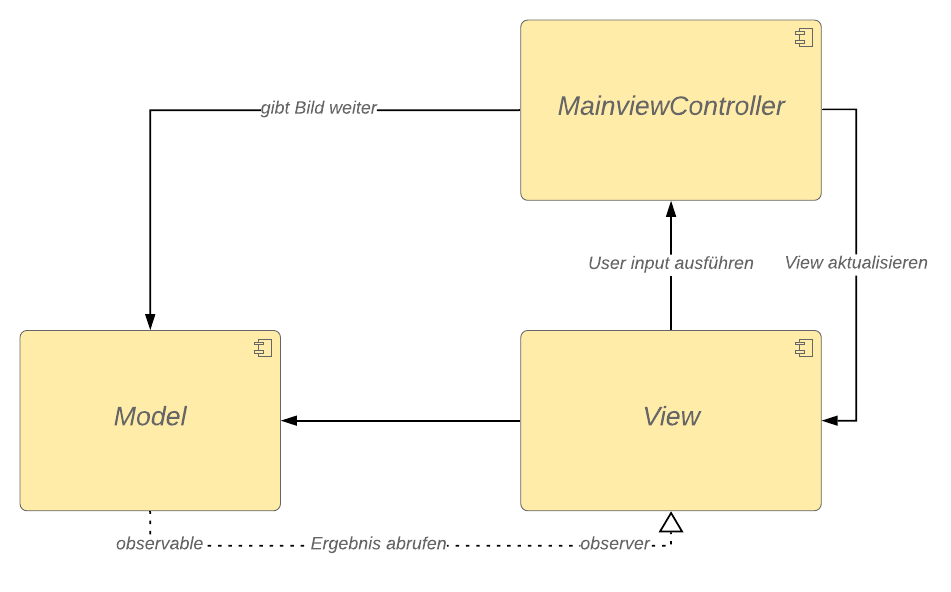 MainviewController
gibt Bild weiter
User input ausführen
View aktualisieren
Model
View
observable
Ergebnis abrufen
observer